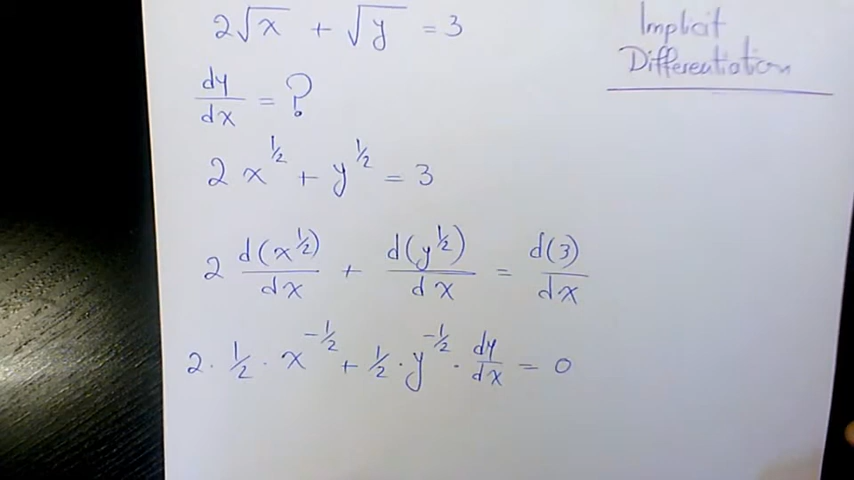 2√x + √y = 3
Implicit
Differentiation
dy/dx = ?
2 x^½ + y^½ = 3
2 d(x^½)/dx + d(y^½)/dx = d(3)/dx
2 · ½ · x^-½ + ½ · y^-½ · dy/dx = 0